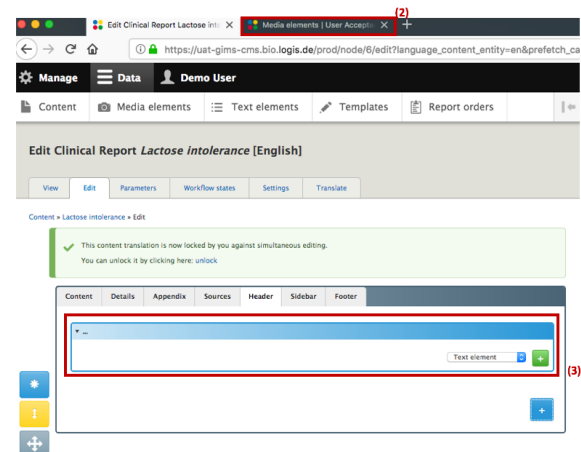 (2)
Edit Clinical Report Lactose into
Media elements | User Accepta
https://uat-gims-cms.bio.logis.de/prod/node/6/edit?language_content_entity=en&prefetch_ca
Manage Data Demo User
Content Media elements Text elements Templates Report orders
Edit Clinical Report Lactose intolerance [English]
View Edit Parameters Workflow states Settings Translate
Content » Lactose intolerance » Edit
This content translation is now locked by you against simultaneous editing.
You can unlock it by clicking here: unlock
Content Details Appendix Sources Header Sidebar Footer
...
Text element +
(3)
+